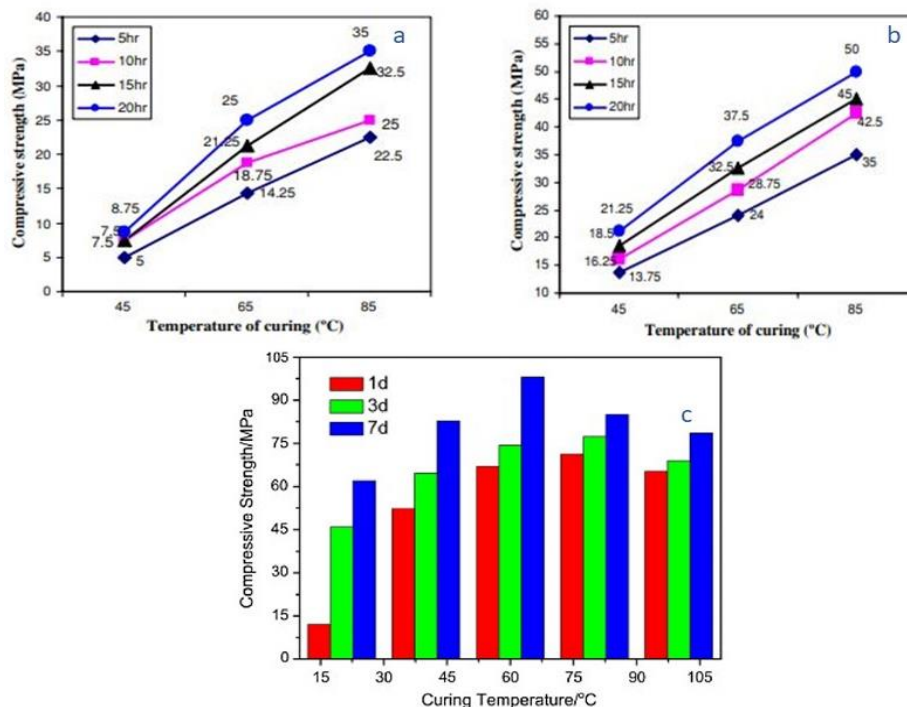 a
40
35
30
25
20
15
10
5
0
5hr
10hr
15hr
20hr
35
32.5
25
25
22.5
21.25
18.75
14.25
8.75
7.5
7.5
5
45 65 85
Temperature of curing (ºC)
Compressive strength (MPa)
b
60
55
50
45
40
35
30
25
20
15
10
5hr
10hr
15hr
20hr
50
45
42.5
37.5
35
32.5
28.75
24
21.25
18.5
16.25
13.75
45 65 85
Temperature of curing (ºC)
Compressive strength (MPa)
c
105
90
75
60
45
30
15
0
1d
3d
7d
15 30 45 60 75 90 105
Curing Temperature/°C
Compressive Strength/MPa